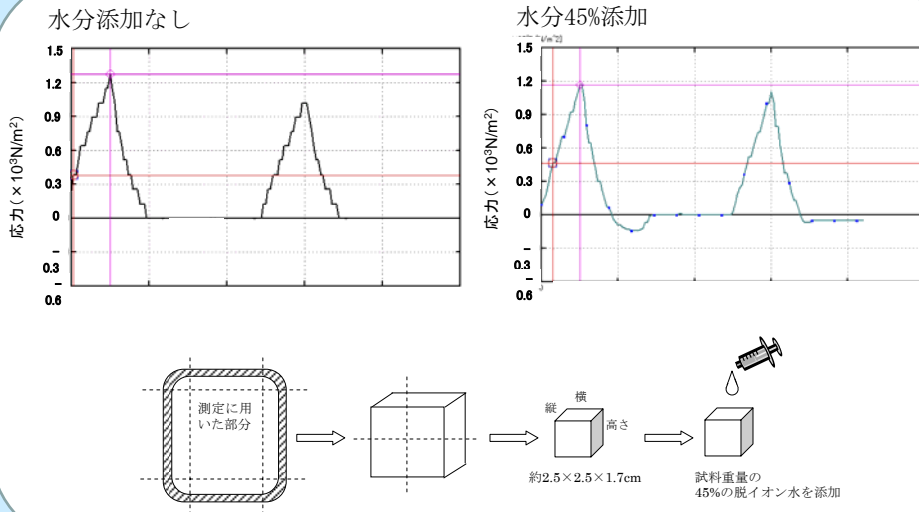 水分添加なし
水分45%添加
1.5
1.2
0.9
0.6
0.3
0
−
0.3
−
0.6
応力(×10³N/m²)
1.5
1.2
0.9
0.6
0.3
0
−
0.3
−
0.6
応力(×10³N/m²)
測定に用
いた部分
縦
横
高さ
約2.5×2.5×1.7cm
試料重量の
45%の脱イオン水を添加